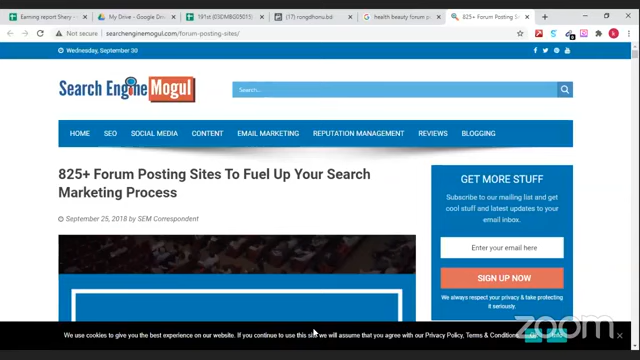 Earning report Shery
My Drive - Google Dri
191st (03DMBG05015)
(17) rongdhonu.bd
health beauty forum p
825+ Forum Posting S
searchenginemogul.com/forum-posting-sites/
Wednesday, September 30
Search Engine Mogul
Search...
HOME SEO SOCIAL MEDIA CONTENT EMAIL MARKETING REPUTATION MANAGEMENT REVIEWS BLOGGING
825+ Forum Posting Sites To Fuel Up Your Search
Marketing Process
September 25, 2018 by SEM Correspondent
GET MORE STUFF
Subscribe to our mailing list and get
cool stuff and latest updates to your
email inbox.
Enter your email here
SIGN UP NOW
We always respect your privacy & take protecting
it seriously.
We use cookies to give you the best experience on our website. If you continue to use this site we will assume that you agree with our Privacy Policy, Terms & Conditions
zoom